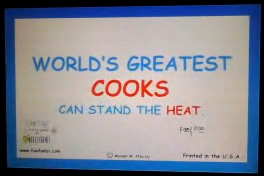 WORLD'S GREATEST
COOKS
CAN STAND THE HEAT.
Printed in the U.S.A.